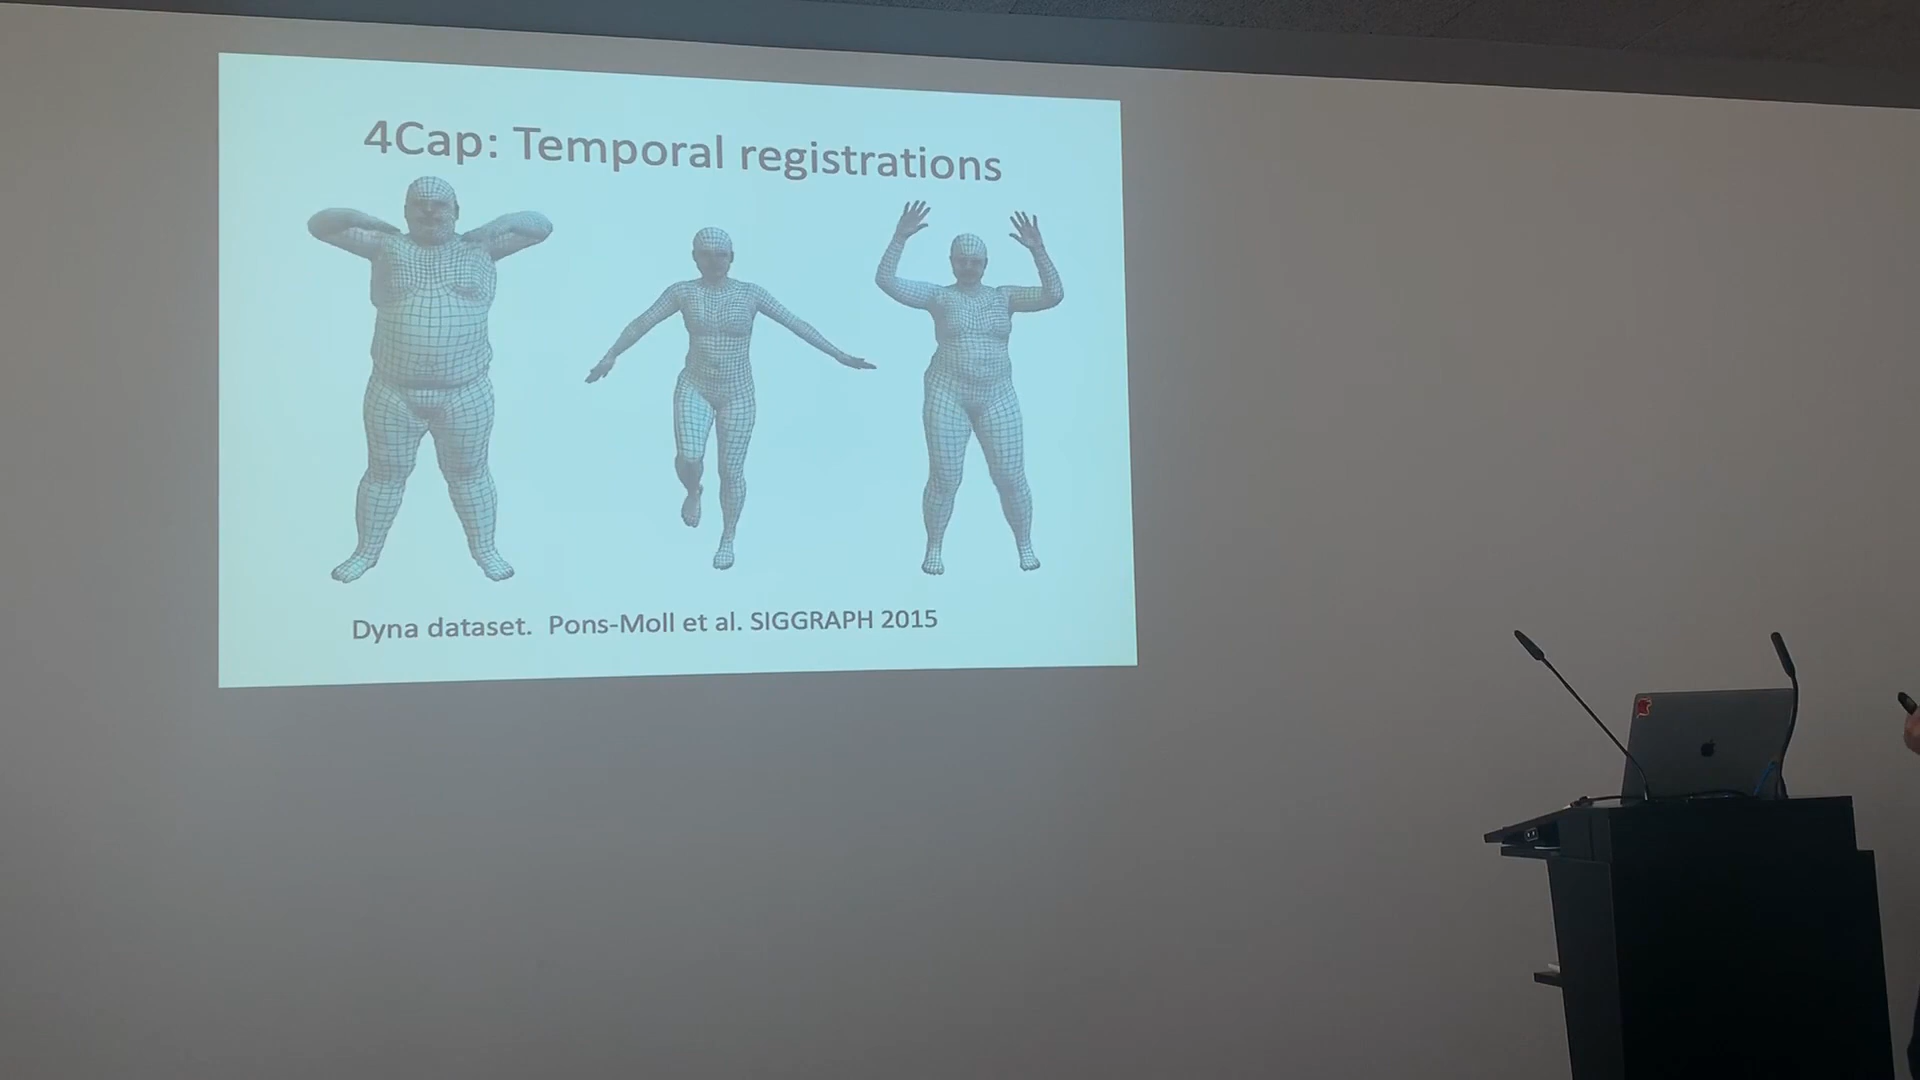 4Cap: Temporal registrations
Dyna dataset. Pons-Moll et al. SIGGRAPH 2015